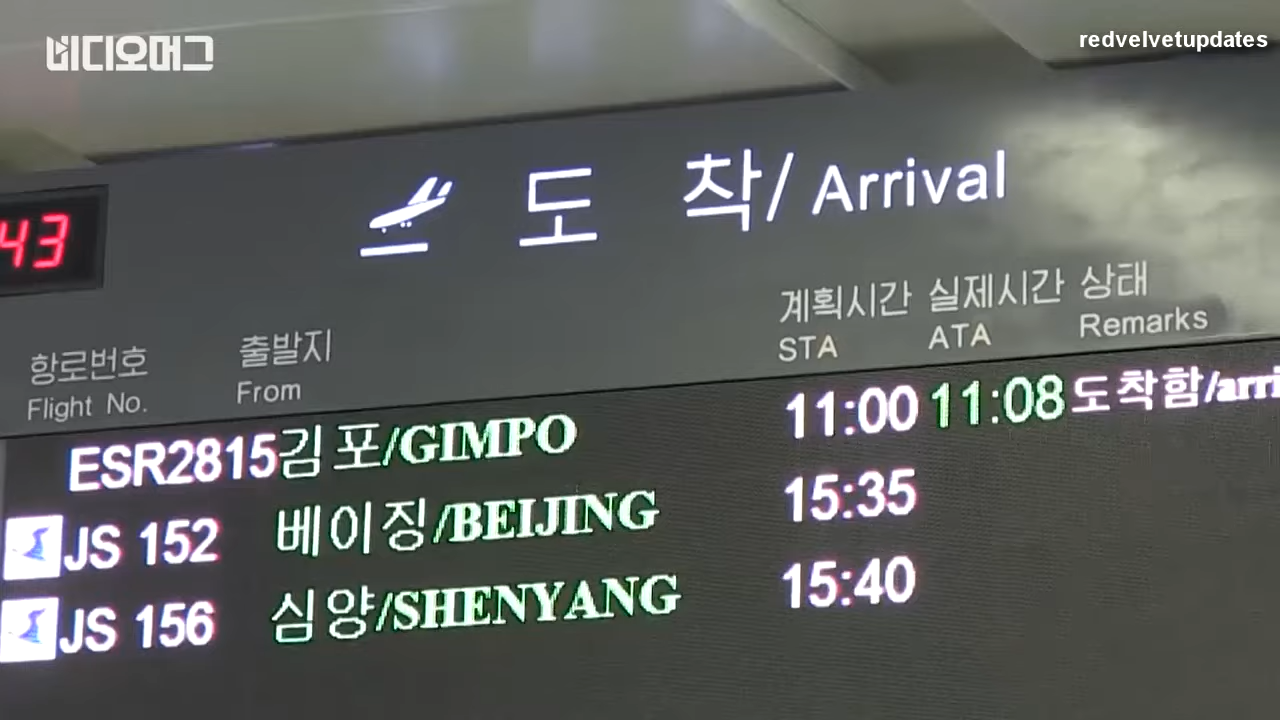 비디오머그
redvelvetupdates
도 착/ Arrival
43
계획시간 실제시간 상태
STA ATA Remarks
항로번호 출발지
Flight No. From
ESR2815 김포/GIMPO 11:00 11:08 도착함/arri
JS 152 베이징/BEIJING 15:35
JS 156 심양/SHENYANG 15:40